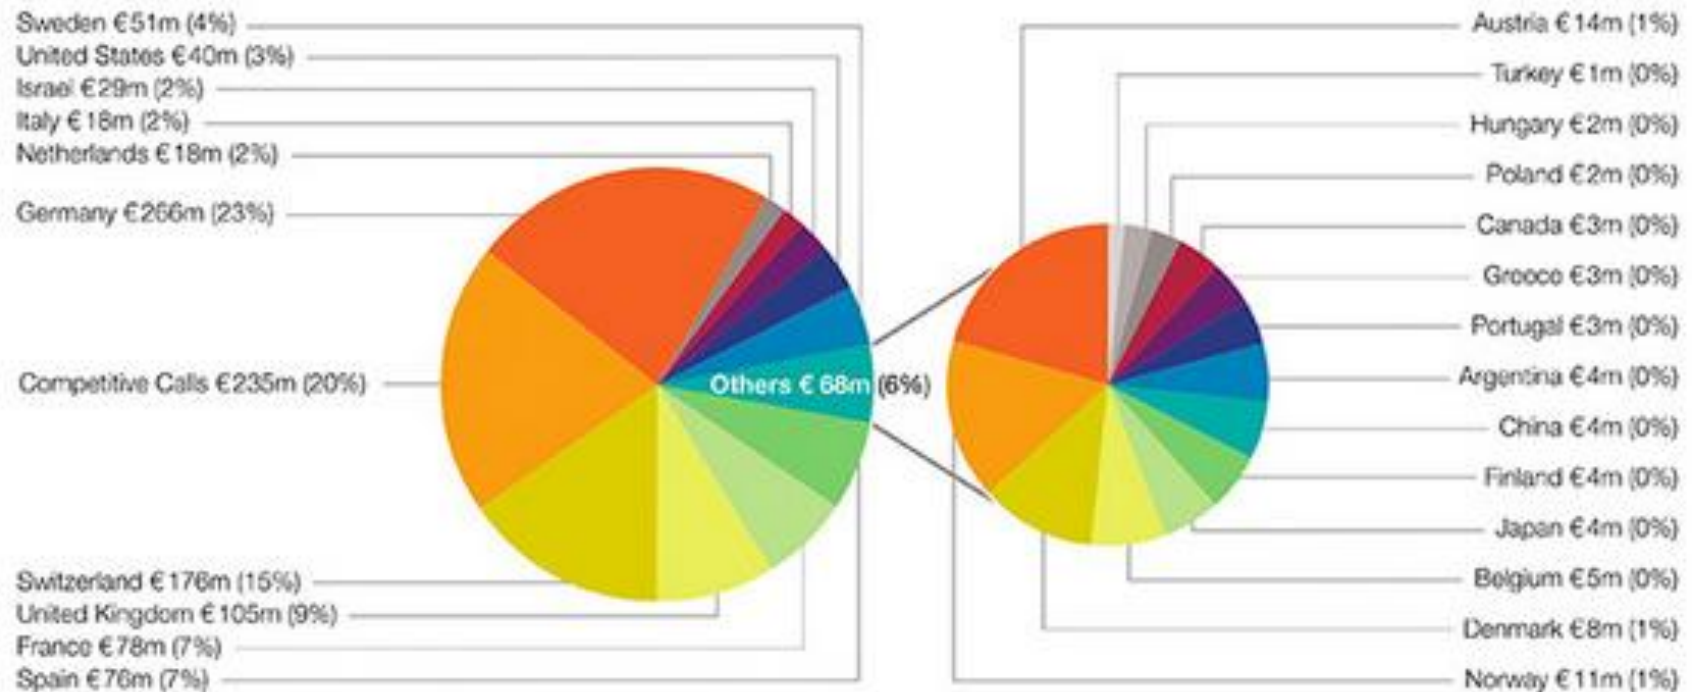 Sweden €51m (4%)
United States €40m (3%)
Israel €29m (2%)
Italy €18m (2%)
Netherlands €18m (2%)
Germany €266m (23%)
Competitive Calls €235m (20%)
Switzerland €176m (15%)
United Kingdom €105m (9%)
France €78m (7%)
Spain €76m (7%)
Others €68m (6%)
Austria €14m (1%)
Turkey €1m (0%)
Hungary €2m (0%)
Poland €2m (0%)
Canada €3m (0%)
Greece €3m (0%)
Portugal €3m (0%)
Argentina €4m (0%)
China €4m (0%)
Finland €4m (0%)
Japan €4m (0%)
Belgium €5m (0%)
Denmark €8m (1%)
Norway €11m (1%)